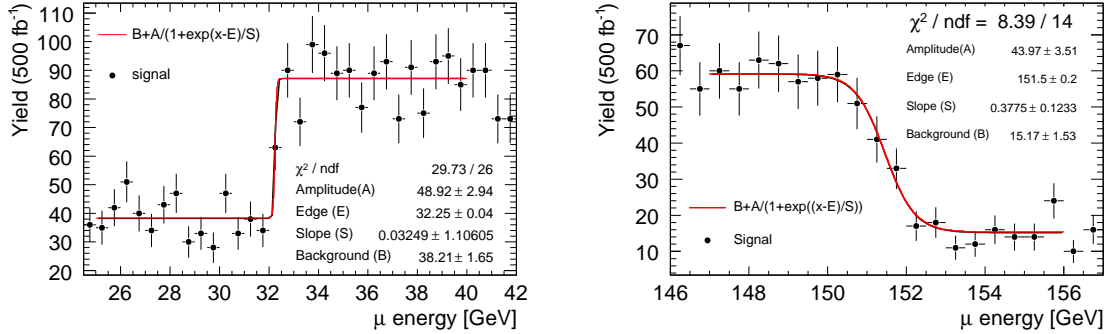 Yield (500 fb⁻¹)
110
100
90
80
70
60
50
40
30
20
B+A/(1+exp(x-E)/S)
signal
χ² / ndf 29.73 / 26
Amplitude(A) 48.92 ± 2.94
Edge (E) 32.25 ± 0.04
Slope (S) 0.03249 ± 1.10605
Background (B) 38.21 ± 1.65
26 28 30 32 34 36 38 40 42
μ energy [GeV]
Yield (500 fb⁻¹)
70
60
50
40
30
20
10
0
χ² / ndf = 8.39 / 14
Amplitude(A) 43.97 ± 3.51
Edge (E) 151.5 ± 0.2
Slope (S) 0.3775 ± 0.1233
Background (B) 15.17 ± 1.53
B+A/(1+exp((x-E)/S))
Signal
146 148 150 152 154 156
μ energy [GeV]